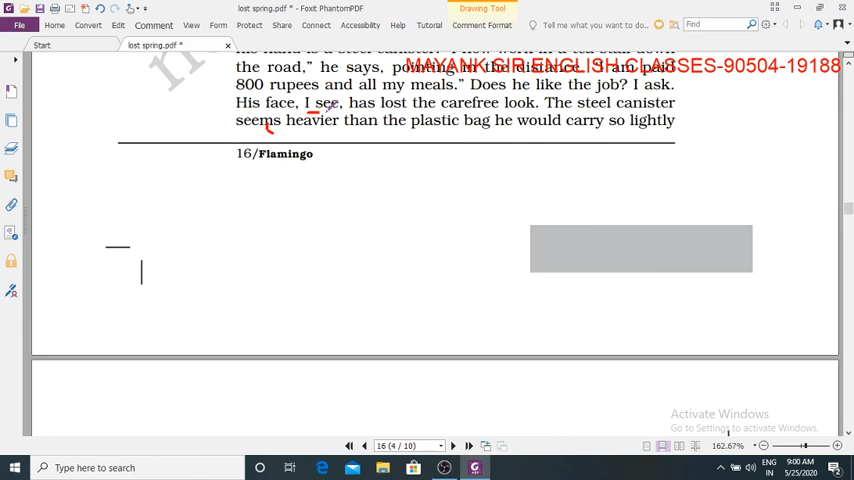 lost spring.pdf * - Foxit PhantomPDF
Drawing Tool
File Home Edit Comment View Form Protect Share Connect Accessibility Help Tutorial Comment Format Tell me what you want to do... Find
Start lost spring.pdf *
the road,” he says, pointing in the distance. “I am paid
MAYANK SIR ENGLISH CLASSES-90504-19188
800 rupees and all my meals.” Does he like the job? I ask.
His face, I see, has lost the carefree look. The steel canister
seems heavier than the plastic bag he would carry so lightly
16/Flamingo
Activate Windows
Go to Settings to activate Windows.
16 (4 / 10) 162.67%
Type here to search
ENG
IN
9:00 AM
5/25/2020
2